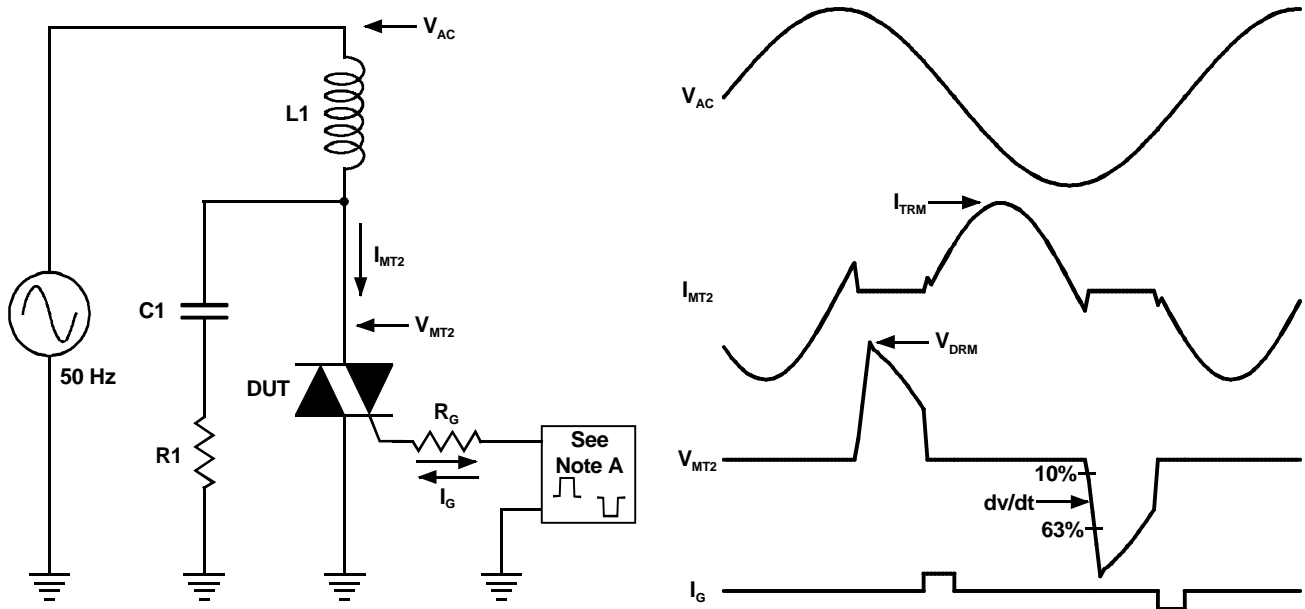 V_AC
L1
I_MT2
C1
V_MT2
50 Hz
DUT
R_G
R1
I_G
See
Note A
V_AC
I_TRM
I_MT2
V_DRM
V_MT2
10%
dv/dt
63%
I_G